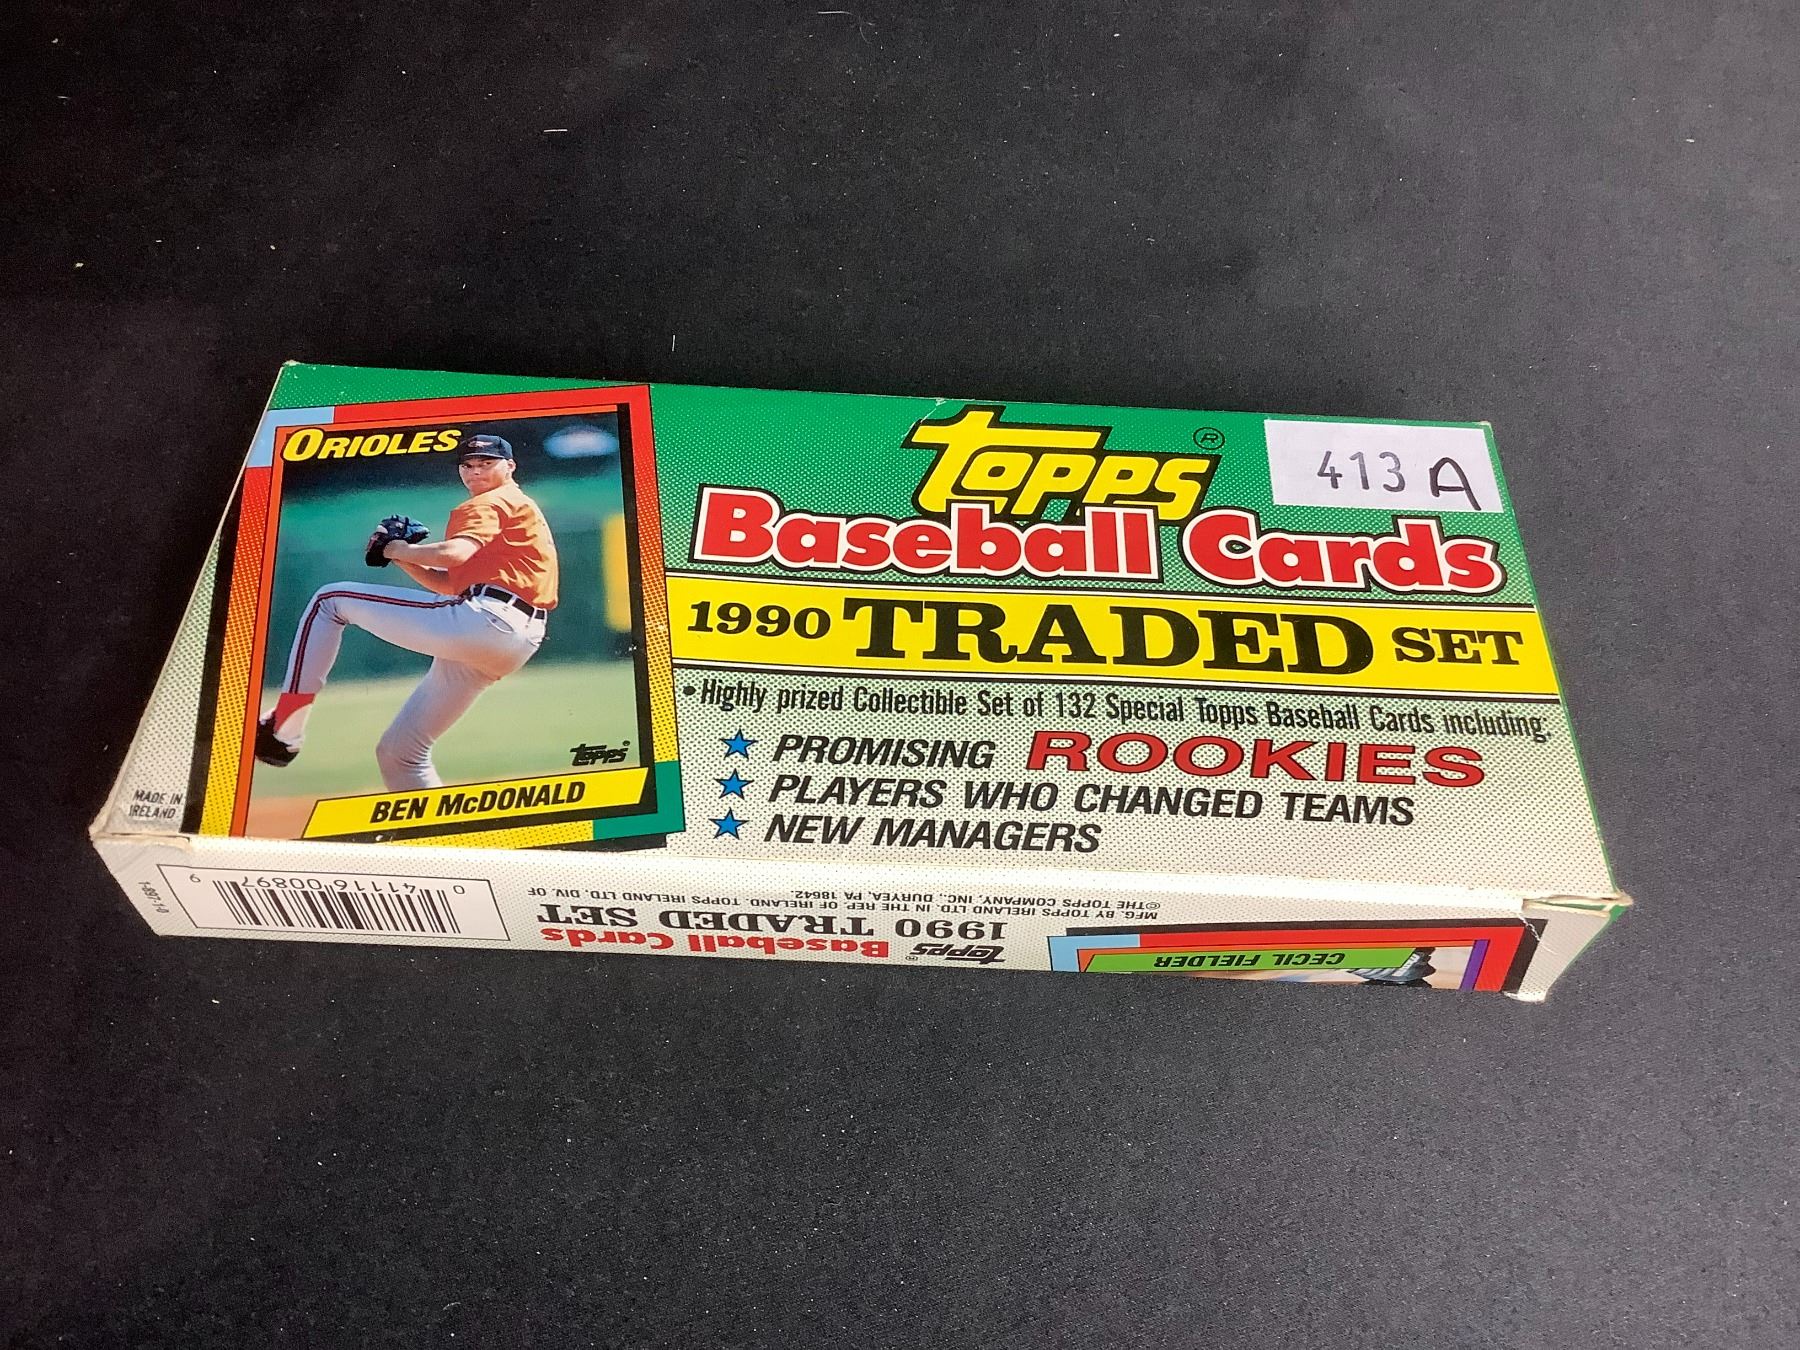 ORIOLES
TOPPS
BEN McDONALD
MADE IN
IRELAND
TOPPS ®
413 A
Baseball Cards
1990 TRADED SET
•Highly prized Collectible Set of 132 Special Topps Baseball Cards including:
PROMISING ROOKIES
PLAYERS WHO CHANGED TEAMS
NEW MANAGERS
CECIL FIELDER
TOPPS®
Baseball Cards
1990 TRADED SET
MFG. BY TOPPS IRELAND LTD. IN THE REP. OF IRELAND. TOPPS IRELAND LTD. DIV. OF
©THE TOPPS COMPANY, INC., DURYEA, PA 18642.
0 41116 00897 9